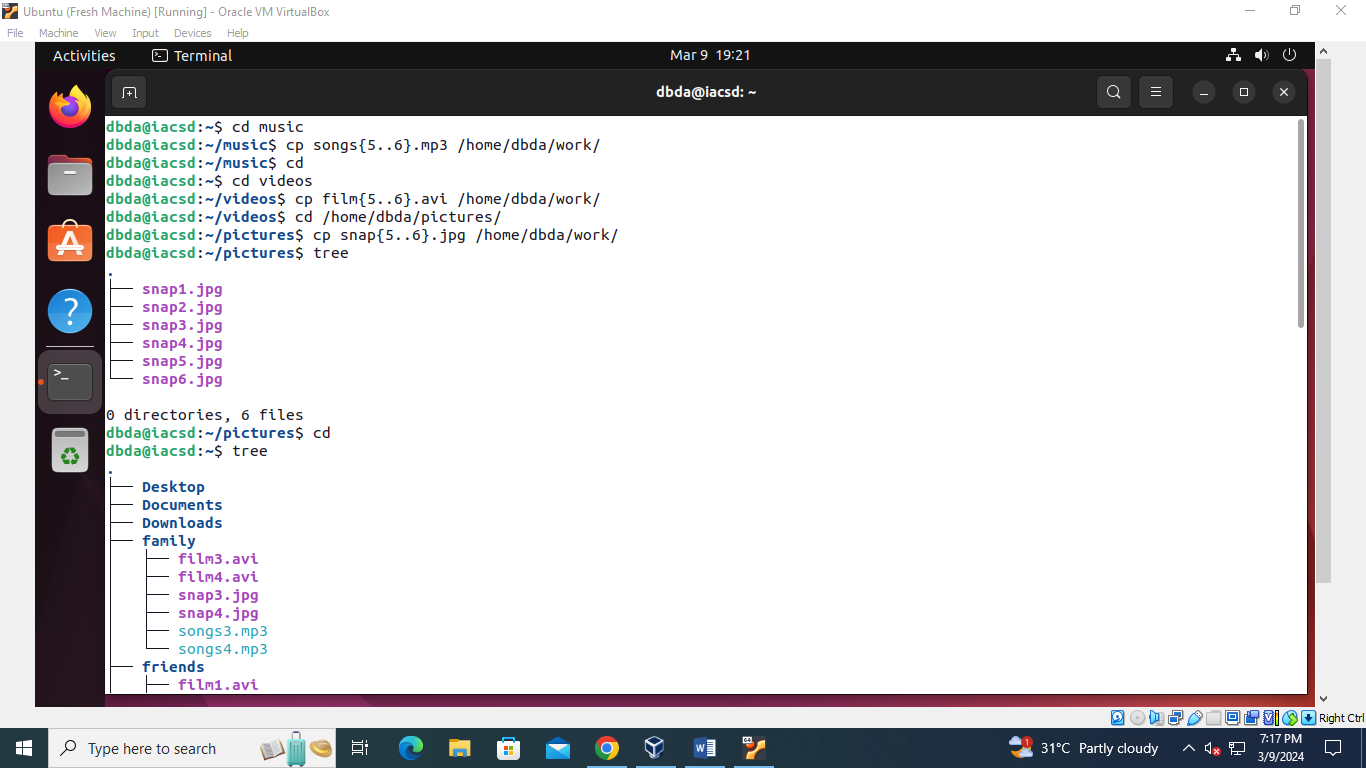 Ubuntu (Fresh Machine) [Running] - Oracle VM VirtualBox
File Machine View Input Devices Help
Activities Terminal Mar 9 19:21
dbda@iacsd: ~
dbda@iacsd:~$ cd music
dbda@iacsd:~/music$ cp songs{5..6}.mp3 /home/dbda/work/
dbda@iacsd:~/music$ cd
dbda@iacsd:~$ cd videos
dbda@iacsd:~/videos$ cp film{5..6}.avi /home/dbda/work/
dbda@iacsd:~/videos$ cd /home/dbda/pictures/
dbda@iacsd:~/pictures$ cp snap{5..6}.jpg /home/dbda/work/
dbda@iacsd:~/pictures$ tree
.
├── snap1.jpg
├── snap2.jpg
├── snap3.jpg
├── snap4.jpg
├── snap5.jpg
└── snap6.jpg
0 directories, 6 files
dbda@iacsd:~/pictures$ cd
dbda@iacsd:~$ tree
.
├── Desktop
├── Documents
├── Downloads
├── family
│   ├── film3.avi
│   ├── film4.avi
│   ├── snap3.jpg
│   ├── snap4.jpg
│   ├── songs3.mp3
│   └── songs4.mp3
├── friends
│   ├── film1.avi
Right Ctrl
Type here to search
31°C Partly cloudy
7:17 PM
3/9/2024